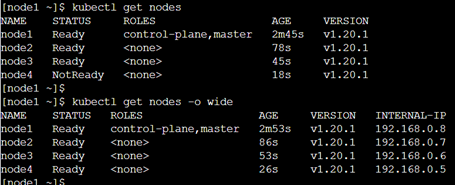 [node1 ~]$ kubectl get nodes
NAME    STATUS     ROLES                  AGE     VERSION
node1   Ready      control-plane,master   2m45s   v1.20.1
node2   Ready      <none>                 78s     v1.20.1
node3   Ready      <none>                 45s     v1.20.1
node4   NotReady   <none>                 18s     v1.20.1
[node1 ~]$
[node1 ~]$ kubectl get nodes -o wide
NAME    STATUS   ROLES                  AGE     VERSION   INTERNAL-IP
node1   Ready    control-plane,master   2m53s   v1.20.1   192.168.0.8
node2   Ready    <none>                 86s     v1.20.1   192.168.0.7
node3   Ready    <none>                 53s     v1.20.1   192.168.0.6
node4   Ready    <none>                 26s     v1.20.1   192.168.0.5
[node1 ~]$